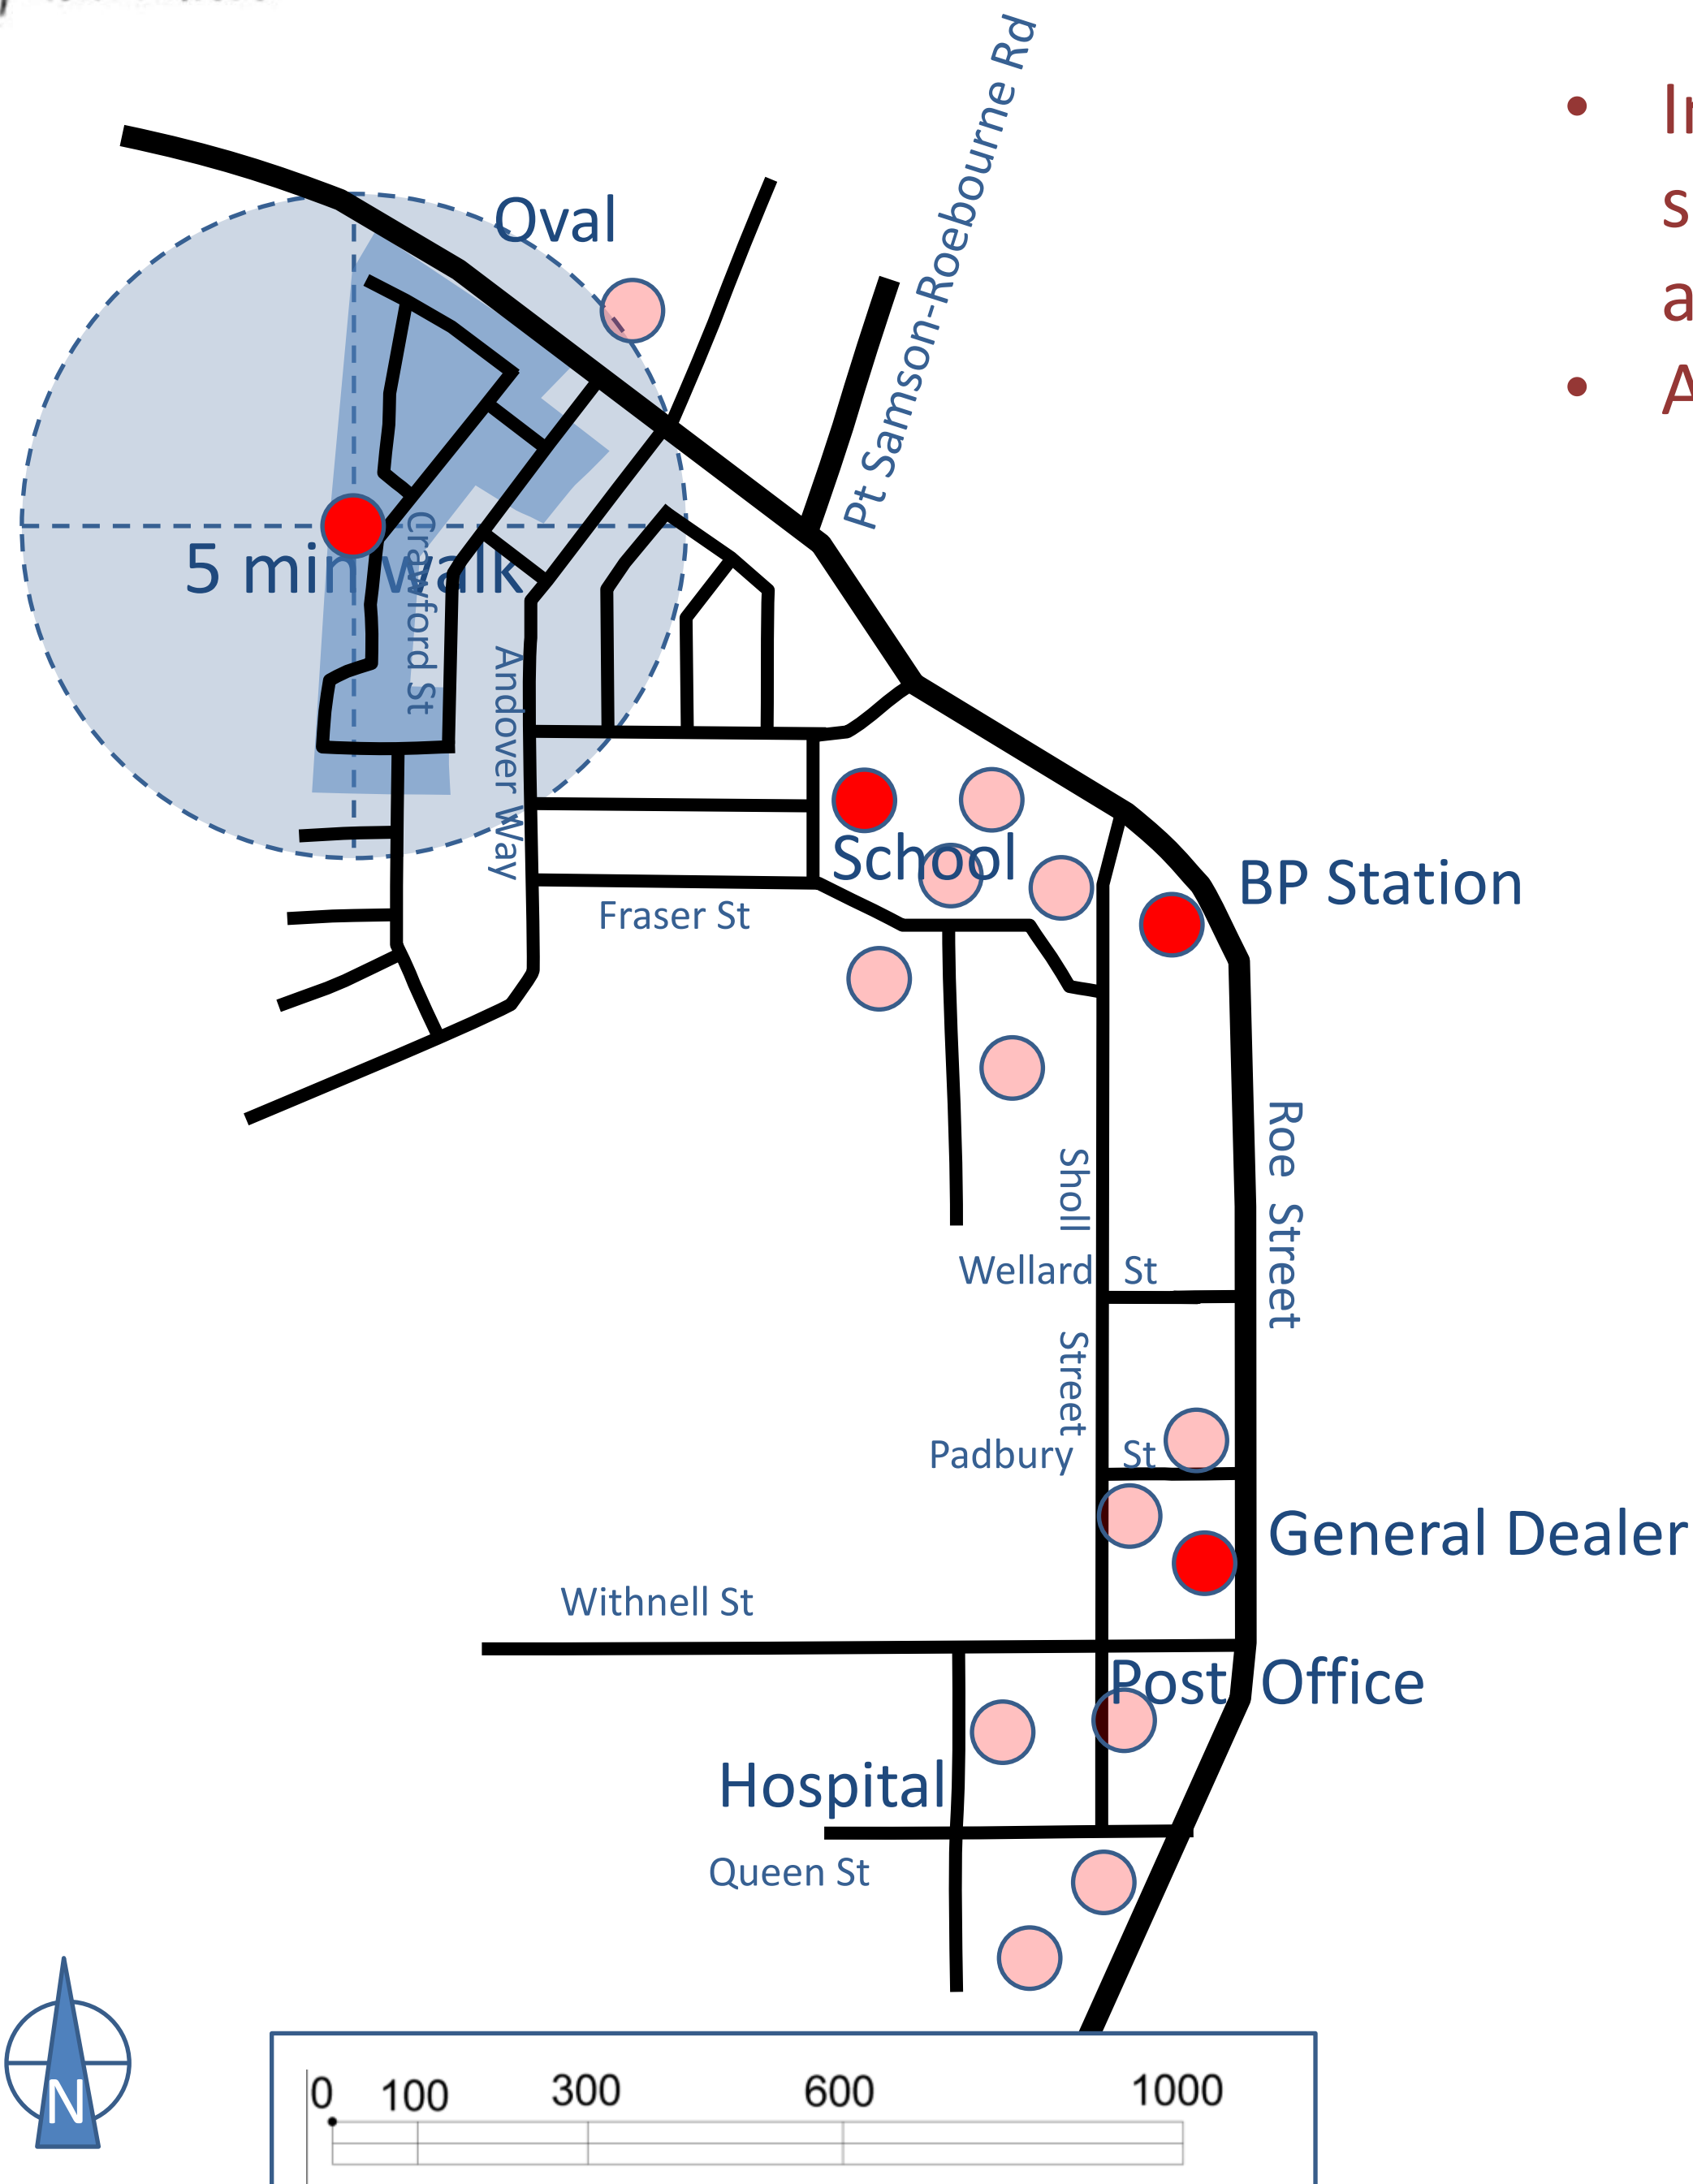 Oval
Pt Samson-Roebourne Rd
5 min walk
Crawford St
Andover Way
School
BP Station
Fraser St
Roe Street
Sholl Street
Wellard St
Padbury St
General Dealer
Withnell St
Post Office
Hospital
Queen St
N
0 100 300 600 1000